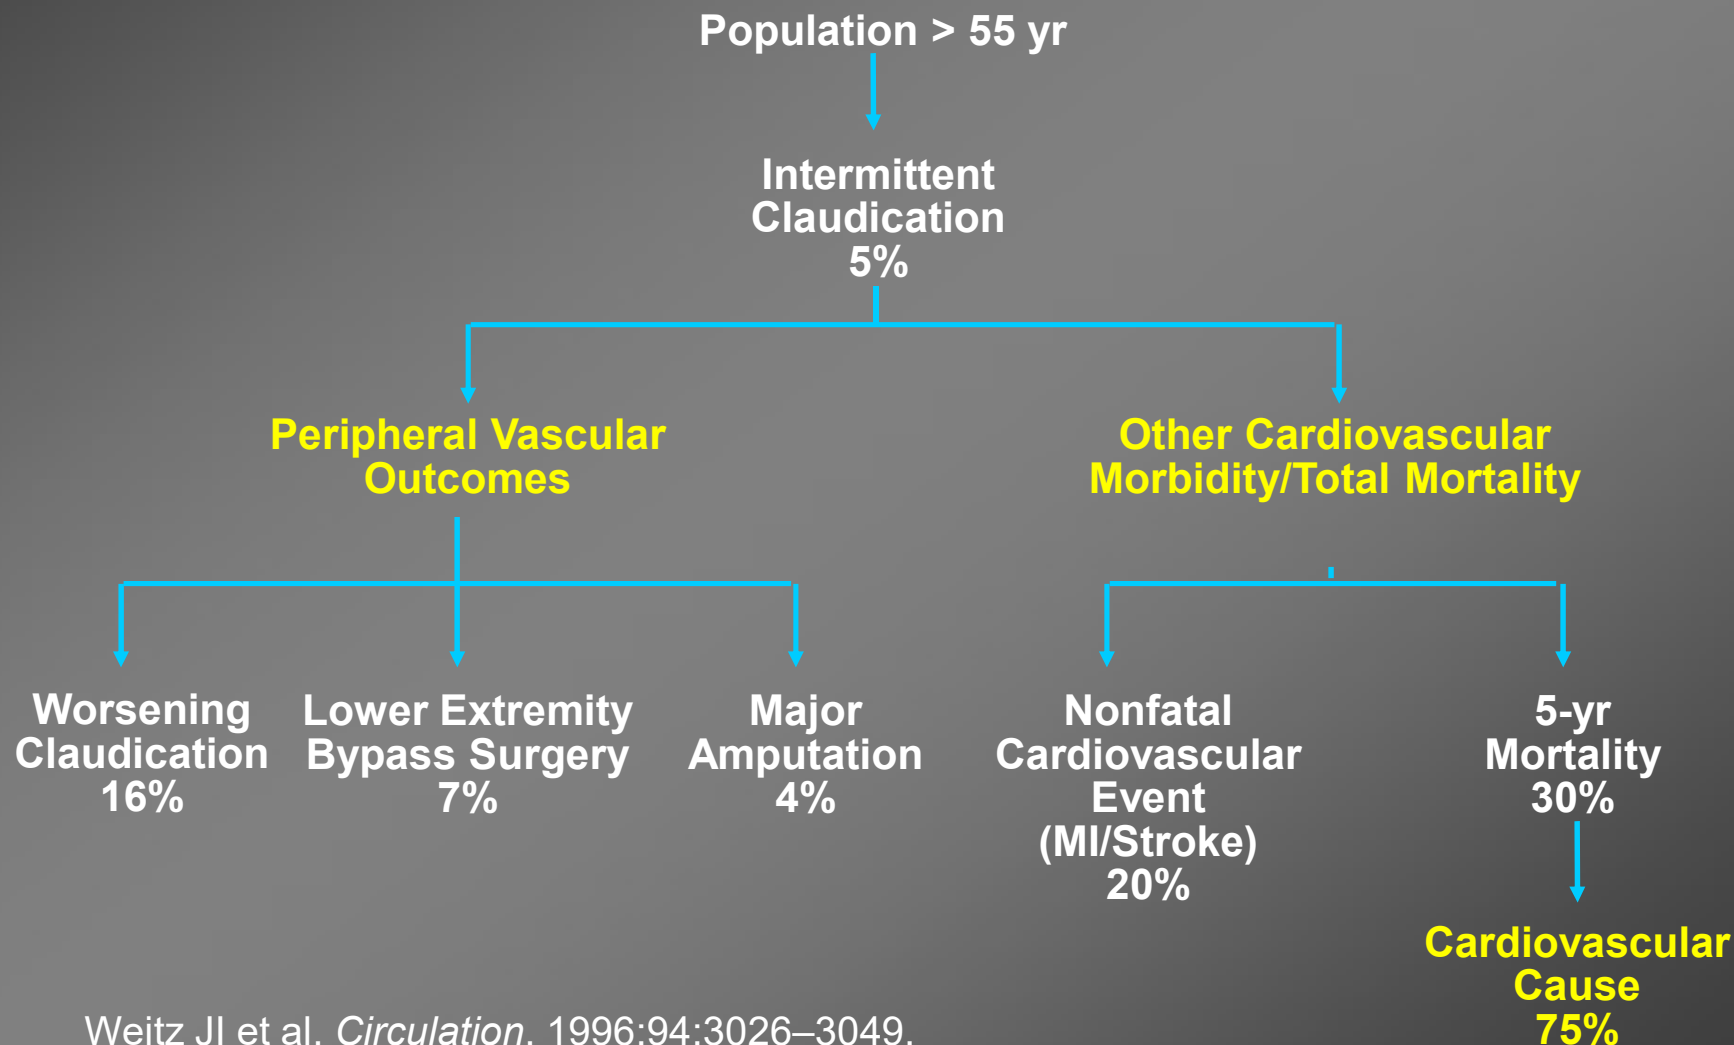 Population > 55 yr
Intermittent
Claudication
5%
Peripheral Vascular
Outcomes
Other Cardiovascular
Morbidity/Total Mortality
Worsening
Claudication
16%
Lower Extremity
Bypass Surgery
7%
Major
Amputation
4%
Nonfatal
Cardiovascular
Event
(MI/Stroke)
20%
5-yr
Mortality
30%
Cardiovascular
Cause
75%
Weitz JI et al. Circulation. 1996;94:3026–3049.